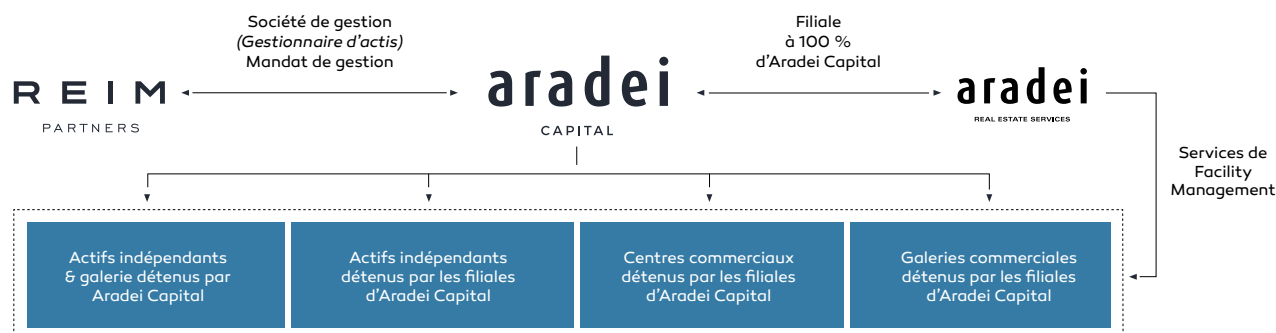 Société de gestion
(Gestionnaire d'actis)
Mandat de gestion
Filiale
à 100 %
d'Aradei Capital
REIM
PARTNERS
aradei
CAPITAL
aradei
REAL ESTATE SERVICES
Services de
Facility
Management
Actifs indépendants
& galerie détenus par
Aradei Capital
Actifs indépendants
détenus par les filiales
d'Aradei Capital
Centres commerciaux
détenus par les filiales
d'Aradei Capital
Galeries commerciales
détenues par les filiales
d'Aradei Capital